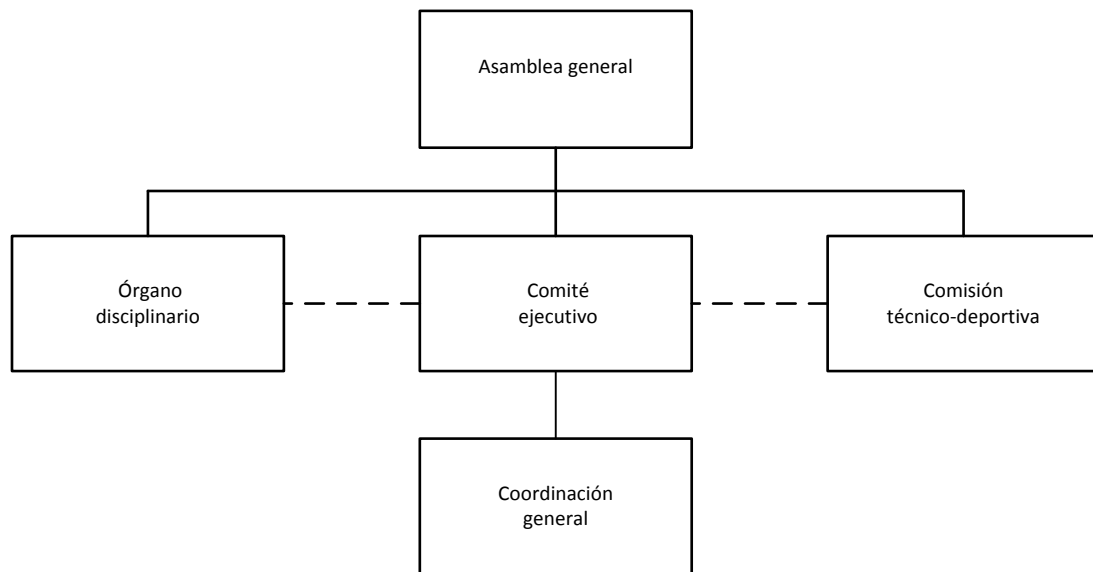 Asamblea general
Órgano
disciplinario
Comité
ejecutivo
Comisión
técnico-deportiva
Coordinación
general